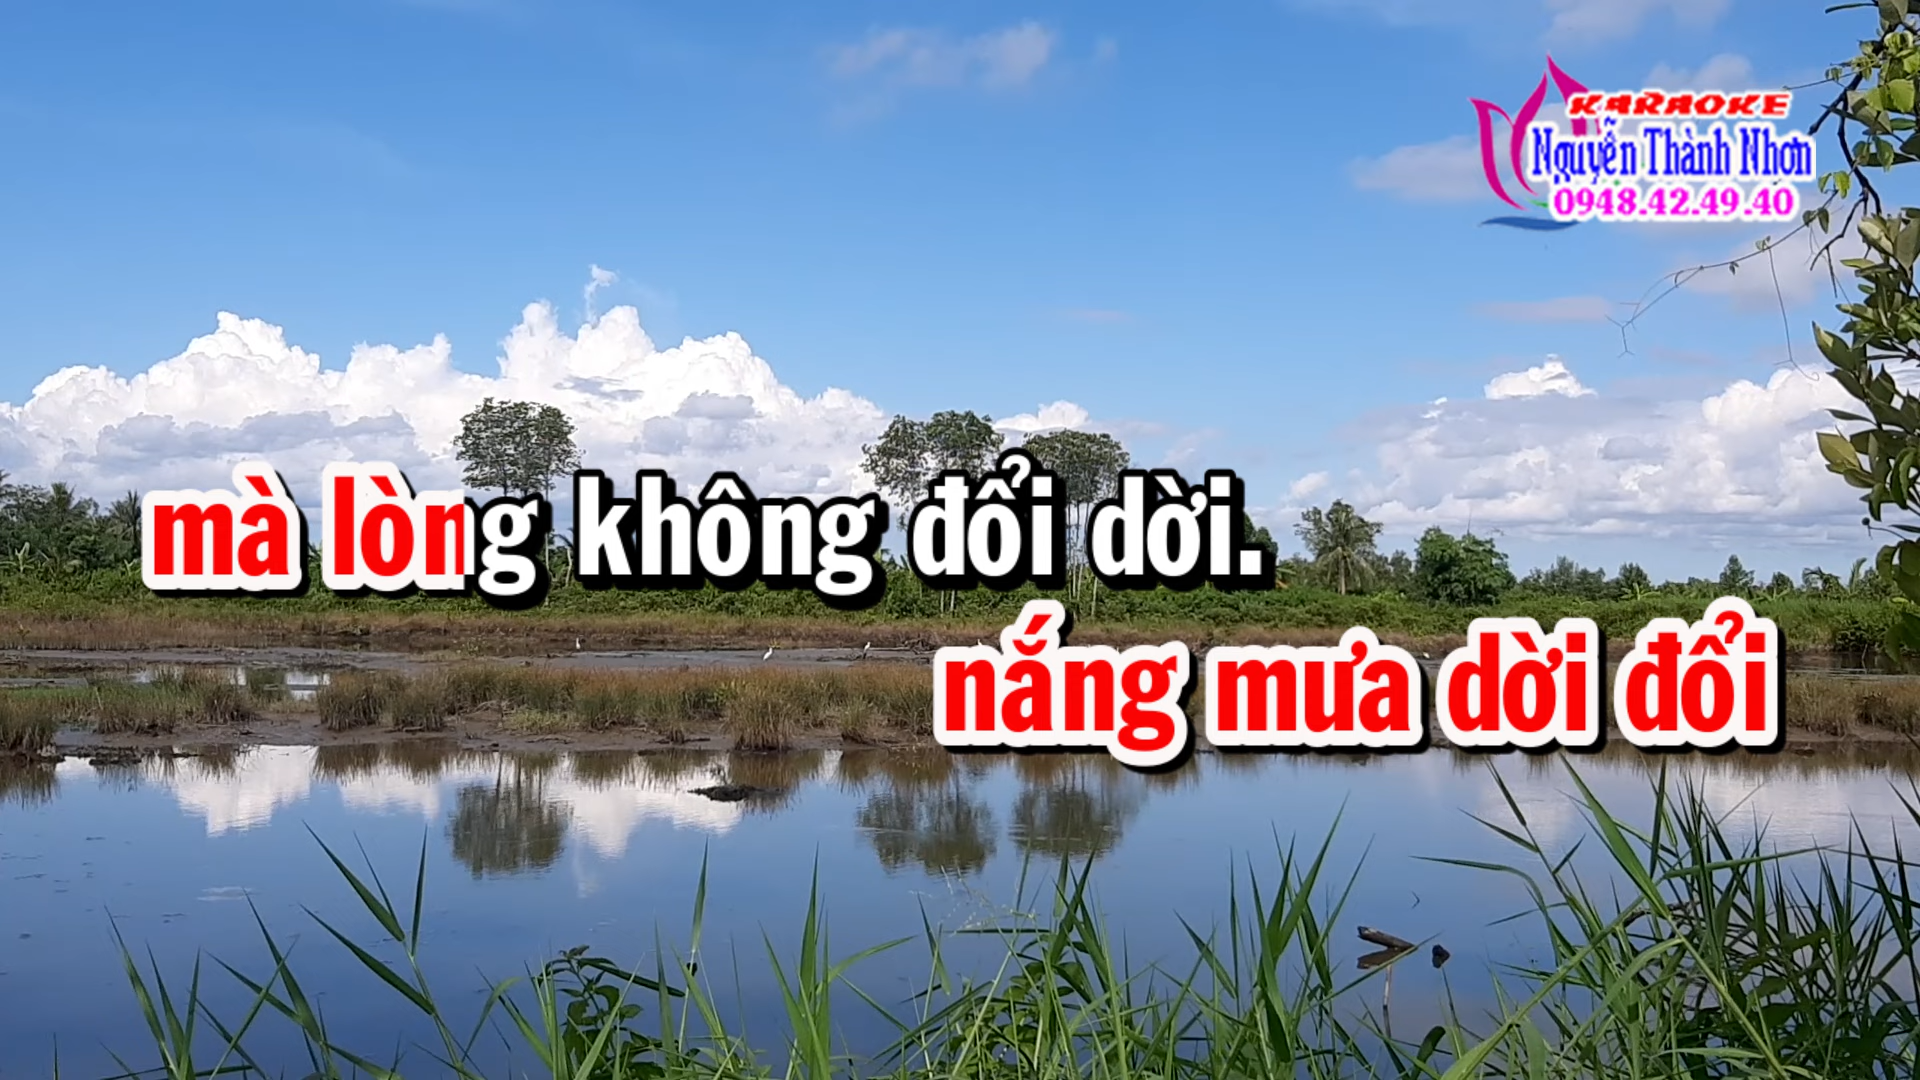 KARAOKE
Nguyễn Thành Nhơn
0948.42.49.40
mà lòng không đổi dời.
nắng mưa dời đổi